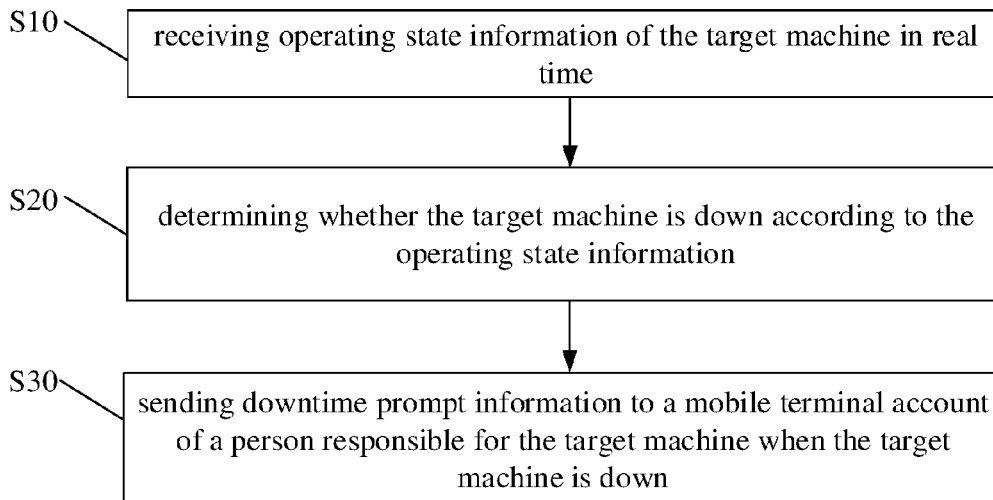 S10
receiving operating state information of the target machine in real
time
S20
determining whether the target machine is down according to the
operating state information
S30
sending downtime prompt information to a mobile terminal account
of a person responsible for the target machine when the target
machine is down